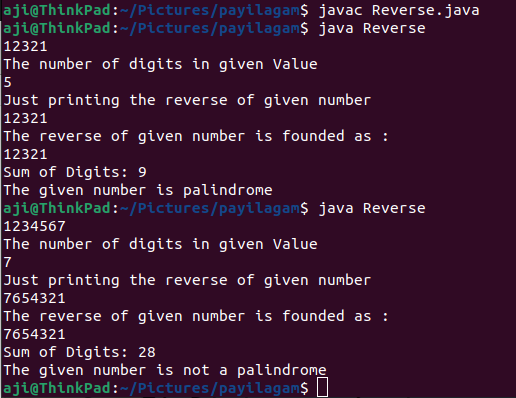 aji@ThinkPad:~/Pictures/payilagam$ javac Reverse.java
aji@ThinkPad:~/Pictures/payilagam$ java Reverse
12321
The number of digits in given Value
5
Just printing the reverse of given number
12321
The reverse of given number is founded as :
12321
Sum of Digits: 9
The given number is palindrome
aji@ThinkPad:~/Pictures/payilagam$ java Reverse
1234567
The number of digits in given Value
7
Just printing the reverse of given number
7654321
The reverse of given number is founded as :
7654321
Sum of Digits: 28
The given number is not a palindrome
aji@ThinkPad:~/Pictures/payilagam$